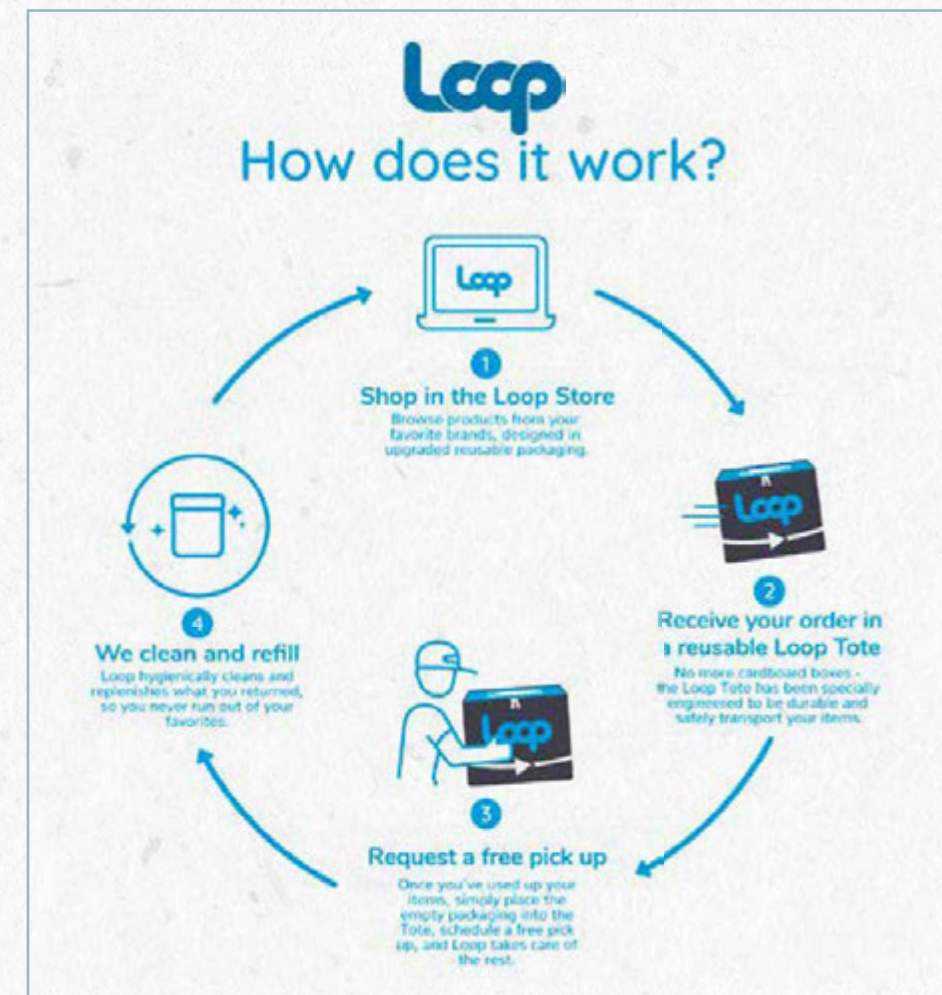 Loop
How does it work?
Loop
1
Shop in the Loop Store
Browse products from your
favorite brands, designed in
upgraded reusable packaging.
Loop
2
Receive your order in
a reusable Loop Tote
No more cardboard boxes -
the Loop Tote has been specially
engineered to be durable and
safely transport your items.
Loop
3
Request a free pick up
Once you've used up your
items, simply place the
empty packaging into the
Tote, schedule a free pick
up, and Loop takes care of
the rest.
4
We clean and refill
Loop hygienically cleans and
replenishes what you returned,
so you never run out of your
favorites.